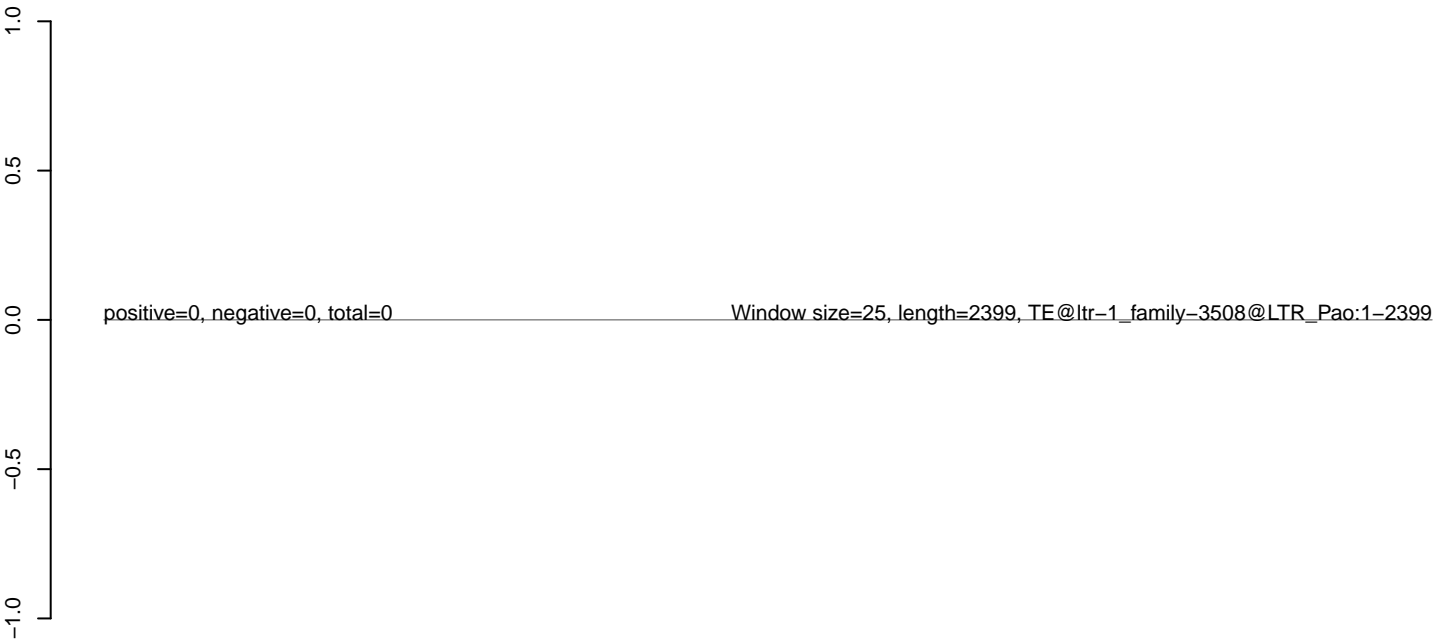 1.0
0.5
positive=0, negative=0, total=0
Window size=25, length=2399, TE@ltr−1_family−3508@LTR_Pao:1−2399
0.0
−0.5
−1.0